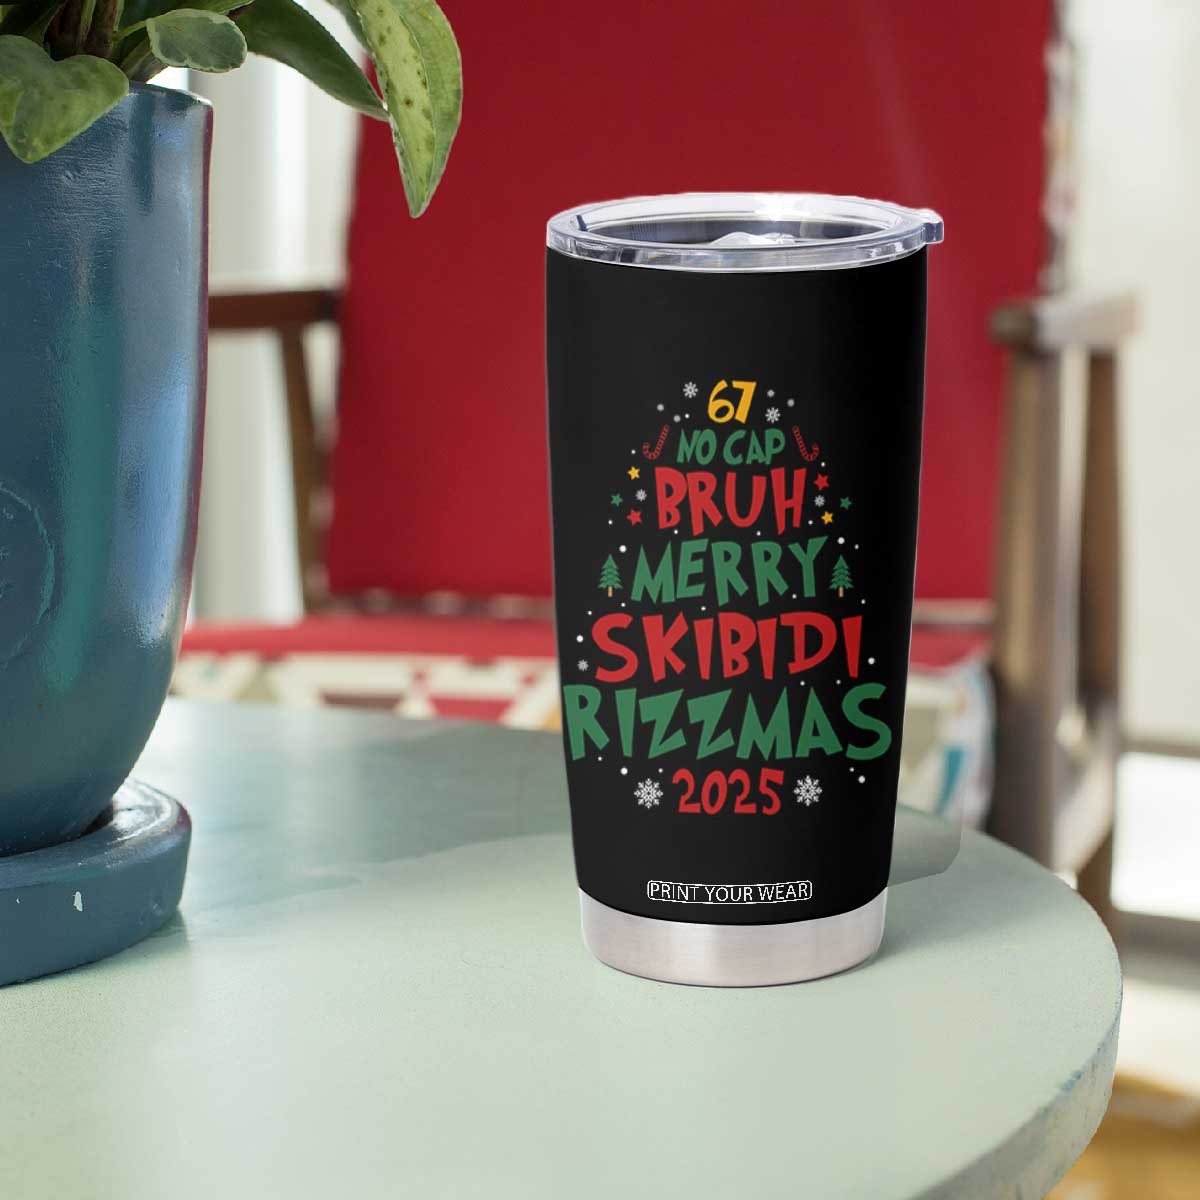 67
NO CAP
BRUH
MERRY
SKIBIDI
RIZZMAS
2025
PRINT YOUR WEAR